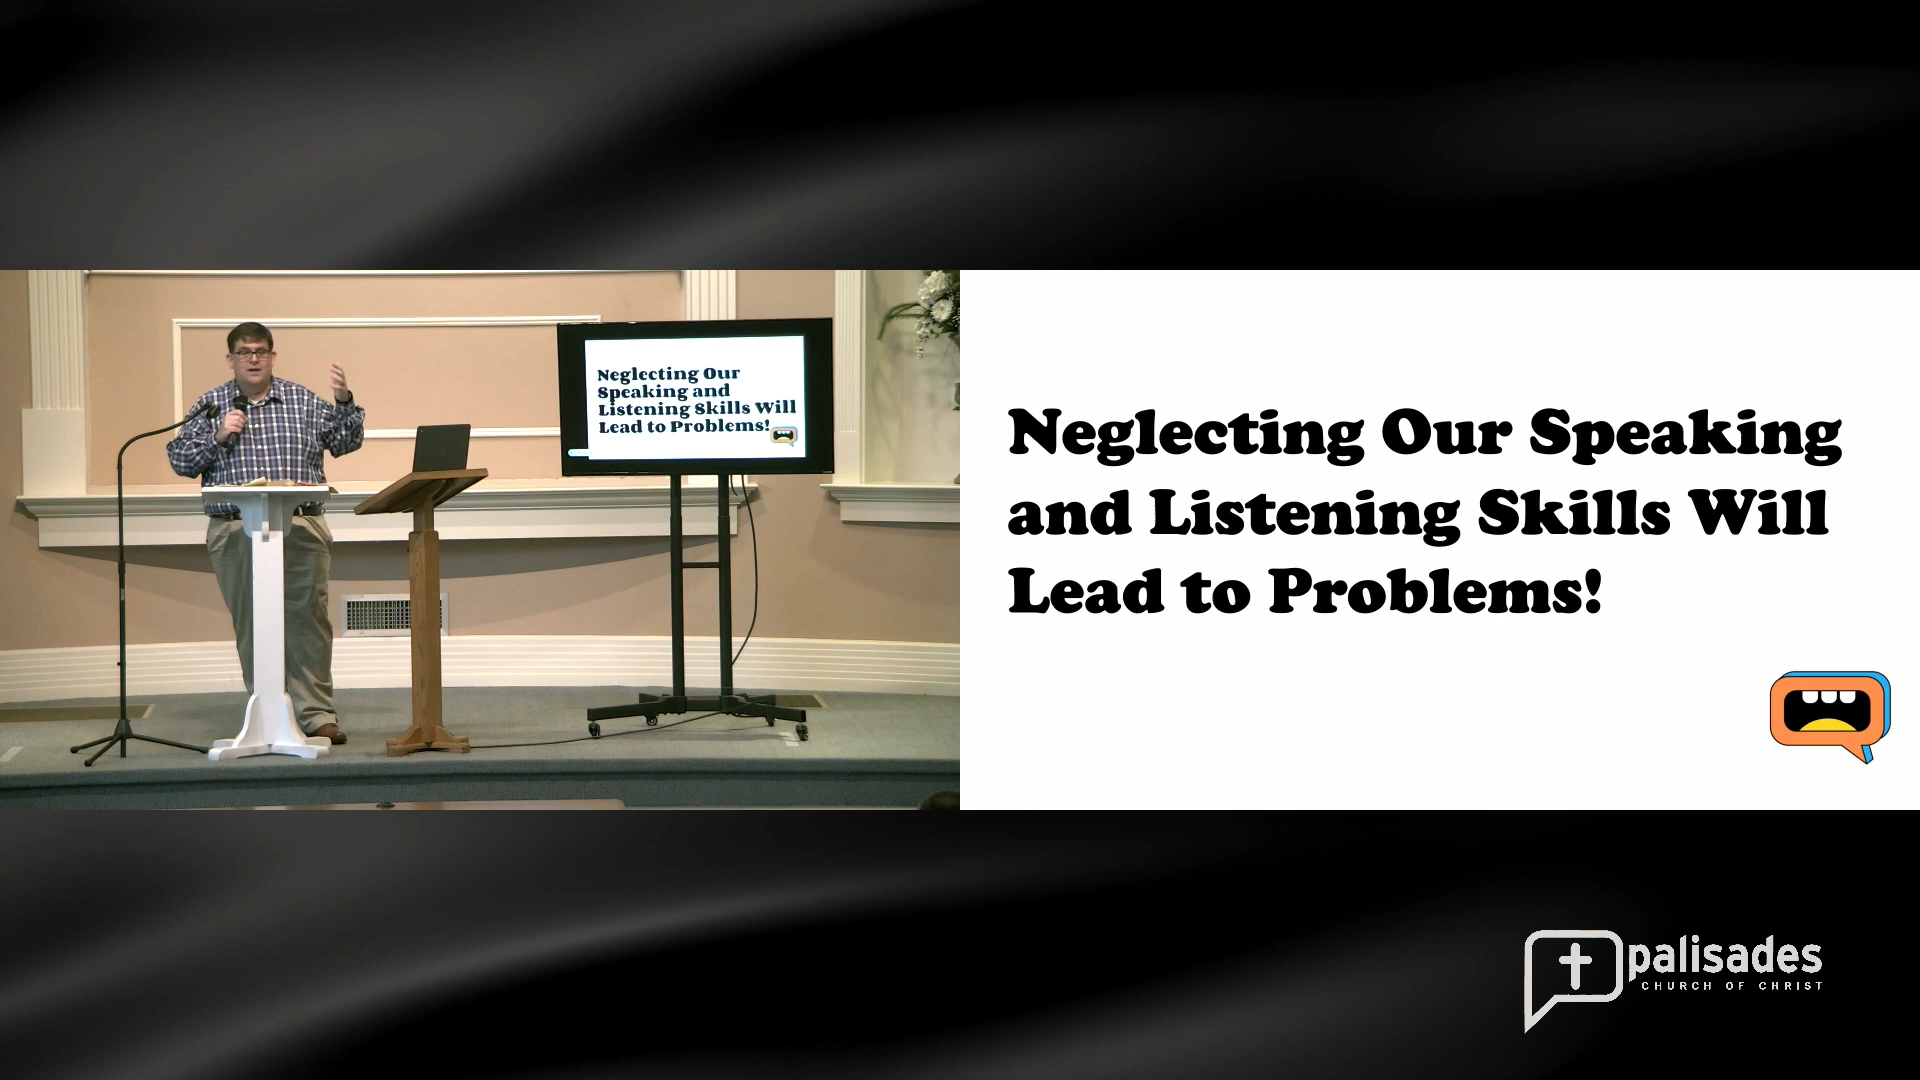 Neglecting Our
Speaking and
Listening Skills Will
Lead to Problems!
Neglecting Our Speaking
and Listening Skills Will
Lead to Problems!
palisades
CHURCH OF CHRIST